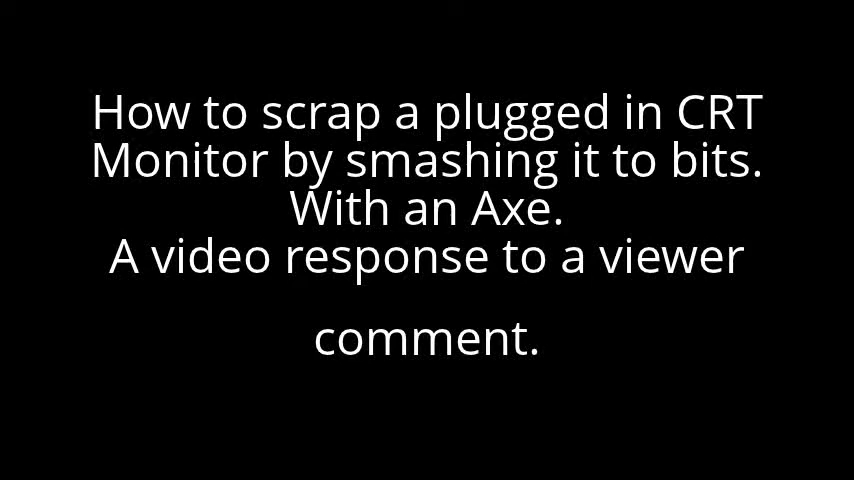 How to scrap a plugged in CRT
Monitor by smashing it to bits.
With an Axe.
A video response to a viewer
comment.